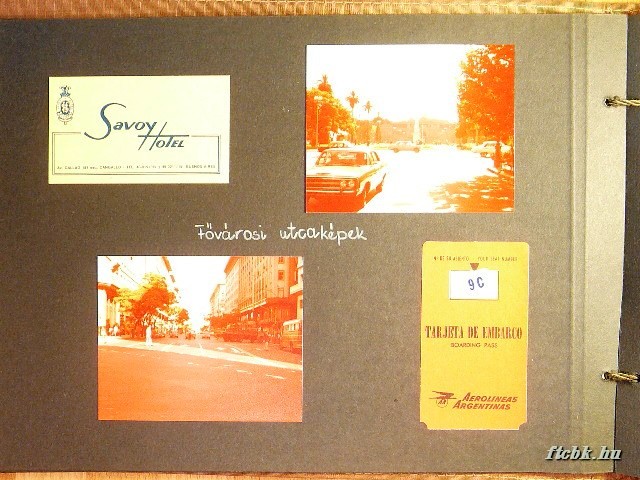 Savoy
Hotel
Fővárosi utcaképek
9C
TARJETA DE EMBARCO
BOARDING PASS
AEROLINEAS
ARGENTINAS
ftcbk.hu